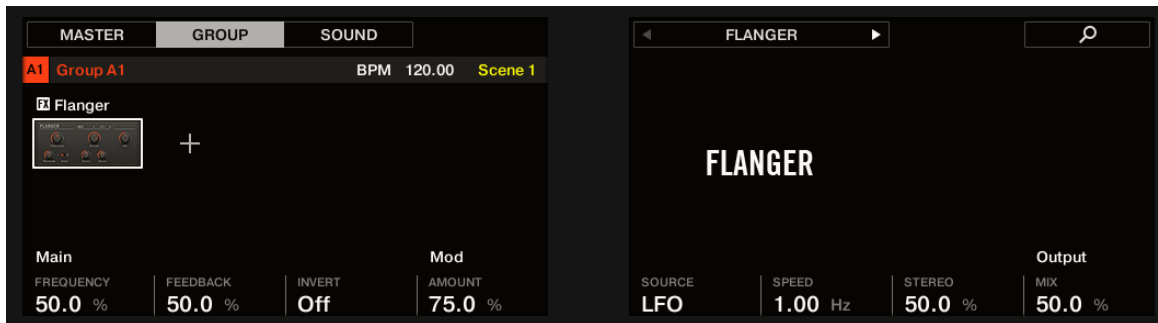 MASTER GROUP SOUND
A1 Group A1 BPM 120.00 Scene 1
FX Flanger
FLANGER
Main Mod
FREQUENCY FEEDBACK INVERT AMOUNT
50.0 % 50.0 % Off 75.0 %
FLANGER
FLANGER
Output
SOURCE SPEED STEREO MIX
LFO 1.00 Hz 50.0 % 50.0 %